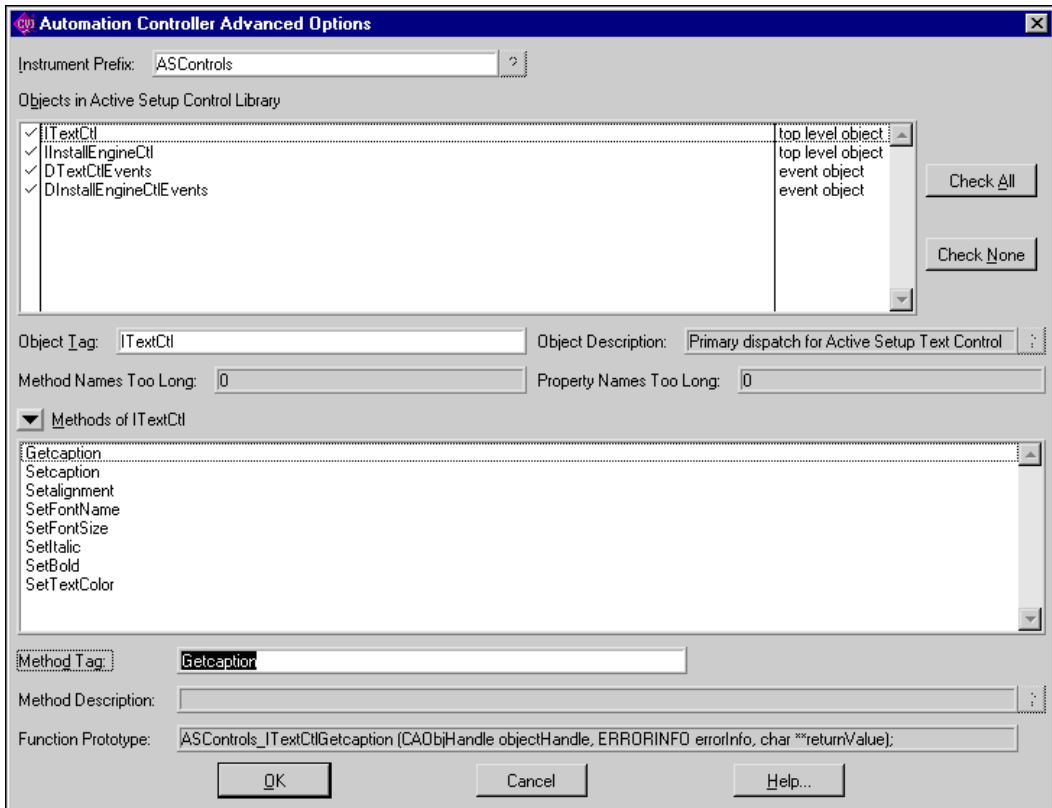 CVI Automation Controller Advanced Options
Instrument Prefix: ASControls ?
Objects in Active Setup Control Library
ITextCtl top level object
IInstallEngineCtl top level object
DTextCtlEvents event object
DInstallEngineCtlEvents event object
Check All
Check None
Object Tag: ITextCtl Object Description: Primary dispatch for Active Setup Text Control ?
Method Names Too Long: 0 Property Names Too Long: 0
Methods of ITextCtl
Getcaption
Setcaption
Setalignment
SetFontName
SetFontSize
SetItalic
SetBold
SetTextColor
Method Tag: Getcaption
Method Description: ?
Function Prototype: ASControls_ITextCtlGetcaption (CAObjHandle objectHandle, ERRORINFO errorInfo, char **returnValue);
OK Cancel Help...